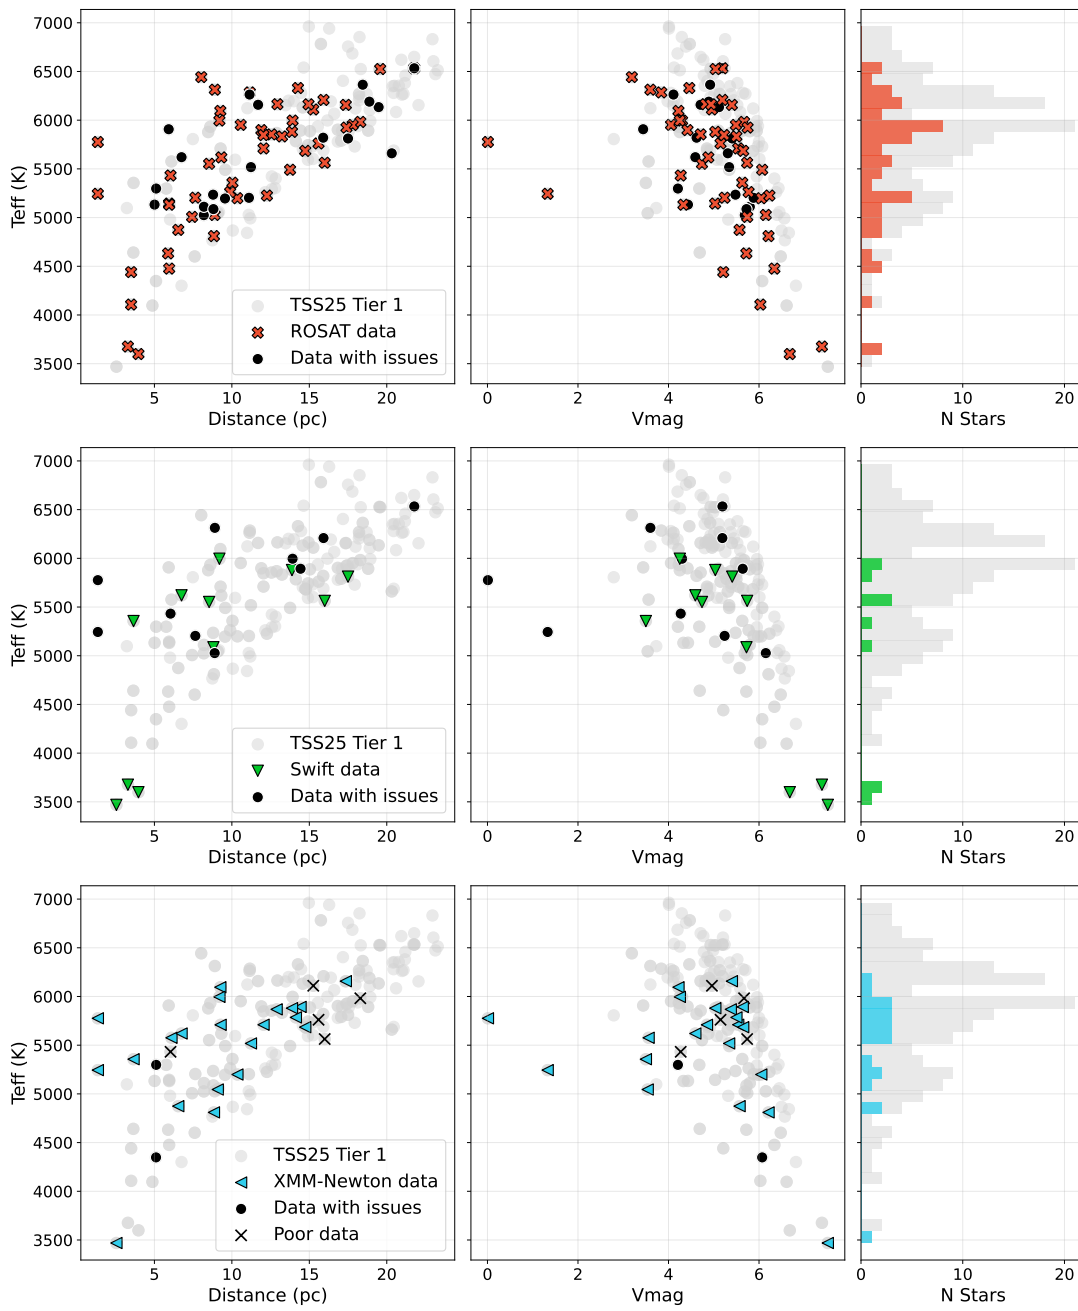 7000
6500
6000
5500
5000
4500
4000
3500
Teff (K)
TSS25 Tier 1
ROSAT data
Data with issues
5 10 15 20
Distance (pc)
0 2 4 6
Vmag
0 10 20
N Stars
7000
6500
6000
5500
5000
4500
4000
3500
Teff (K)
TSS25 Tier 1
Swift data
Data with issues
5 10 15 20
Distance (pc)
0 2 4 6
Vmag
0 10 20
N Stars
7000
6500
6000
5500
5000
4500
4000
3500
Teff (K)
TSS25 Tier 1
XMM-Newton data
Data with issues
Poor data
5 10 15 20
Distance (pc)
0 2 4 6
Vmag
0 10 20
N Stars